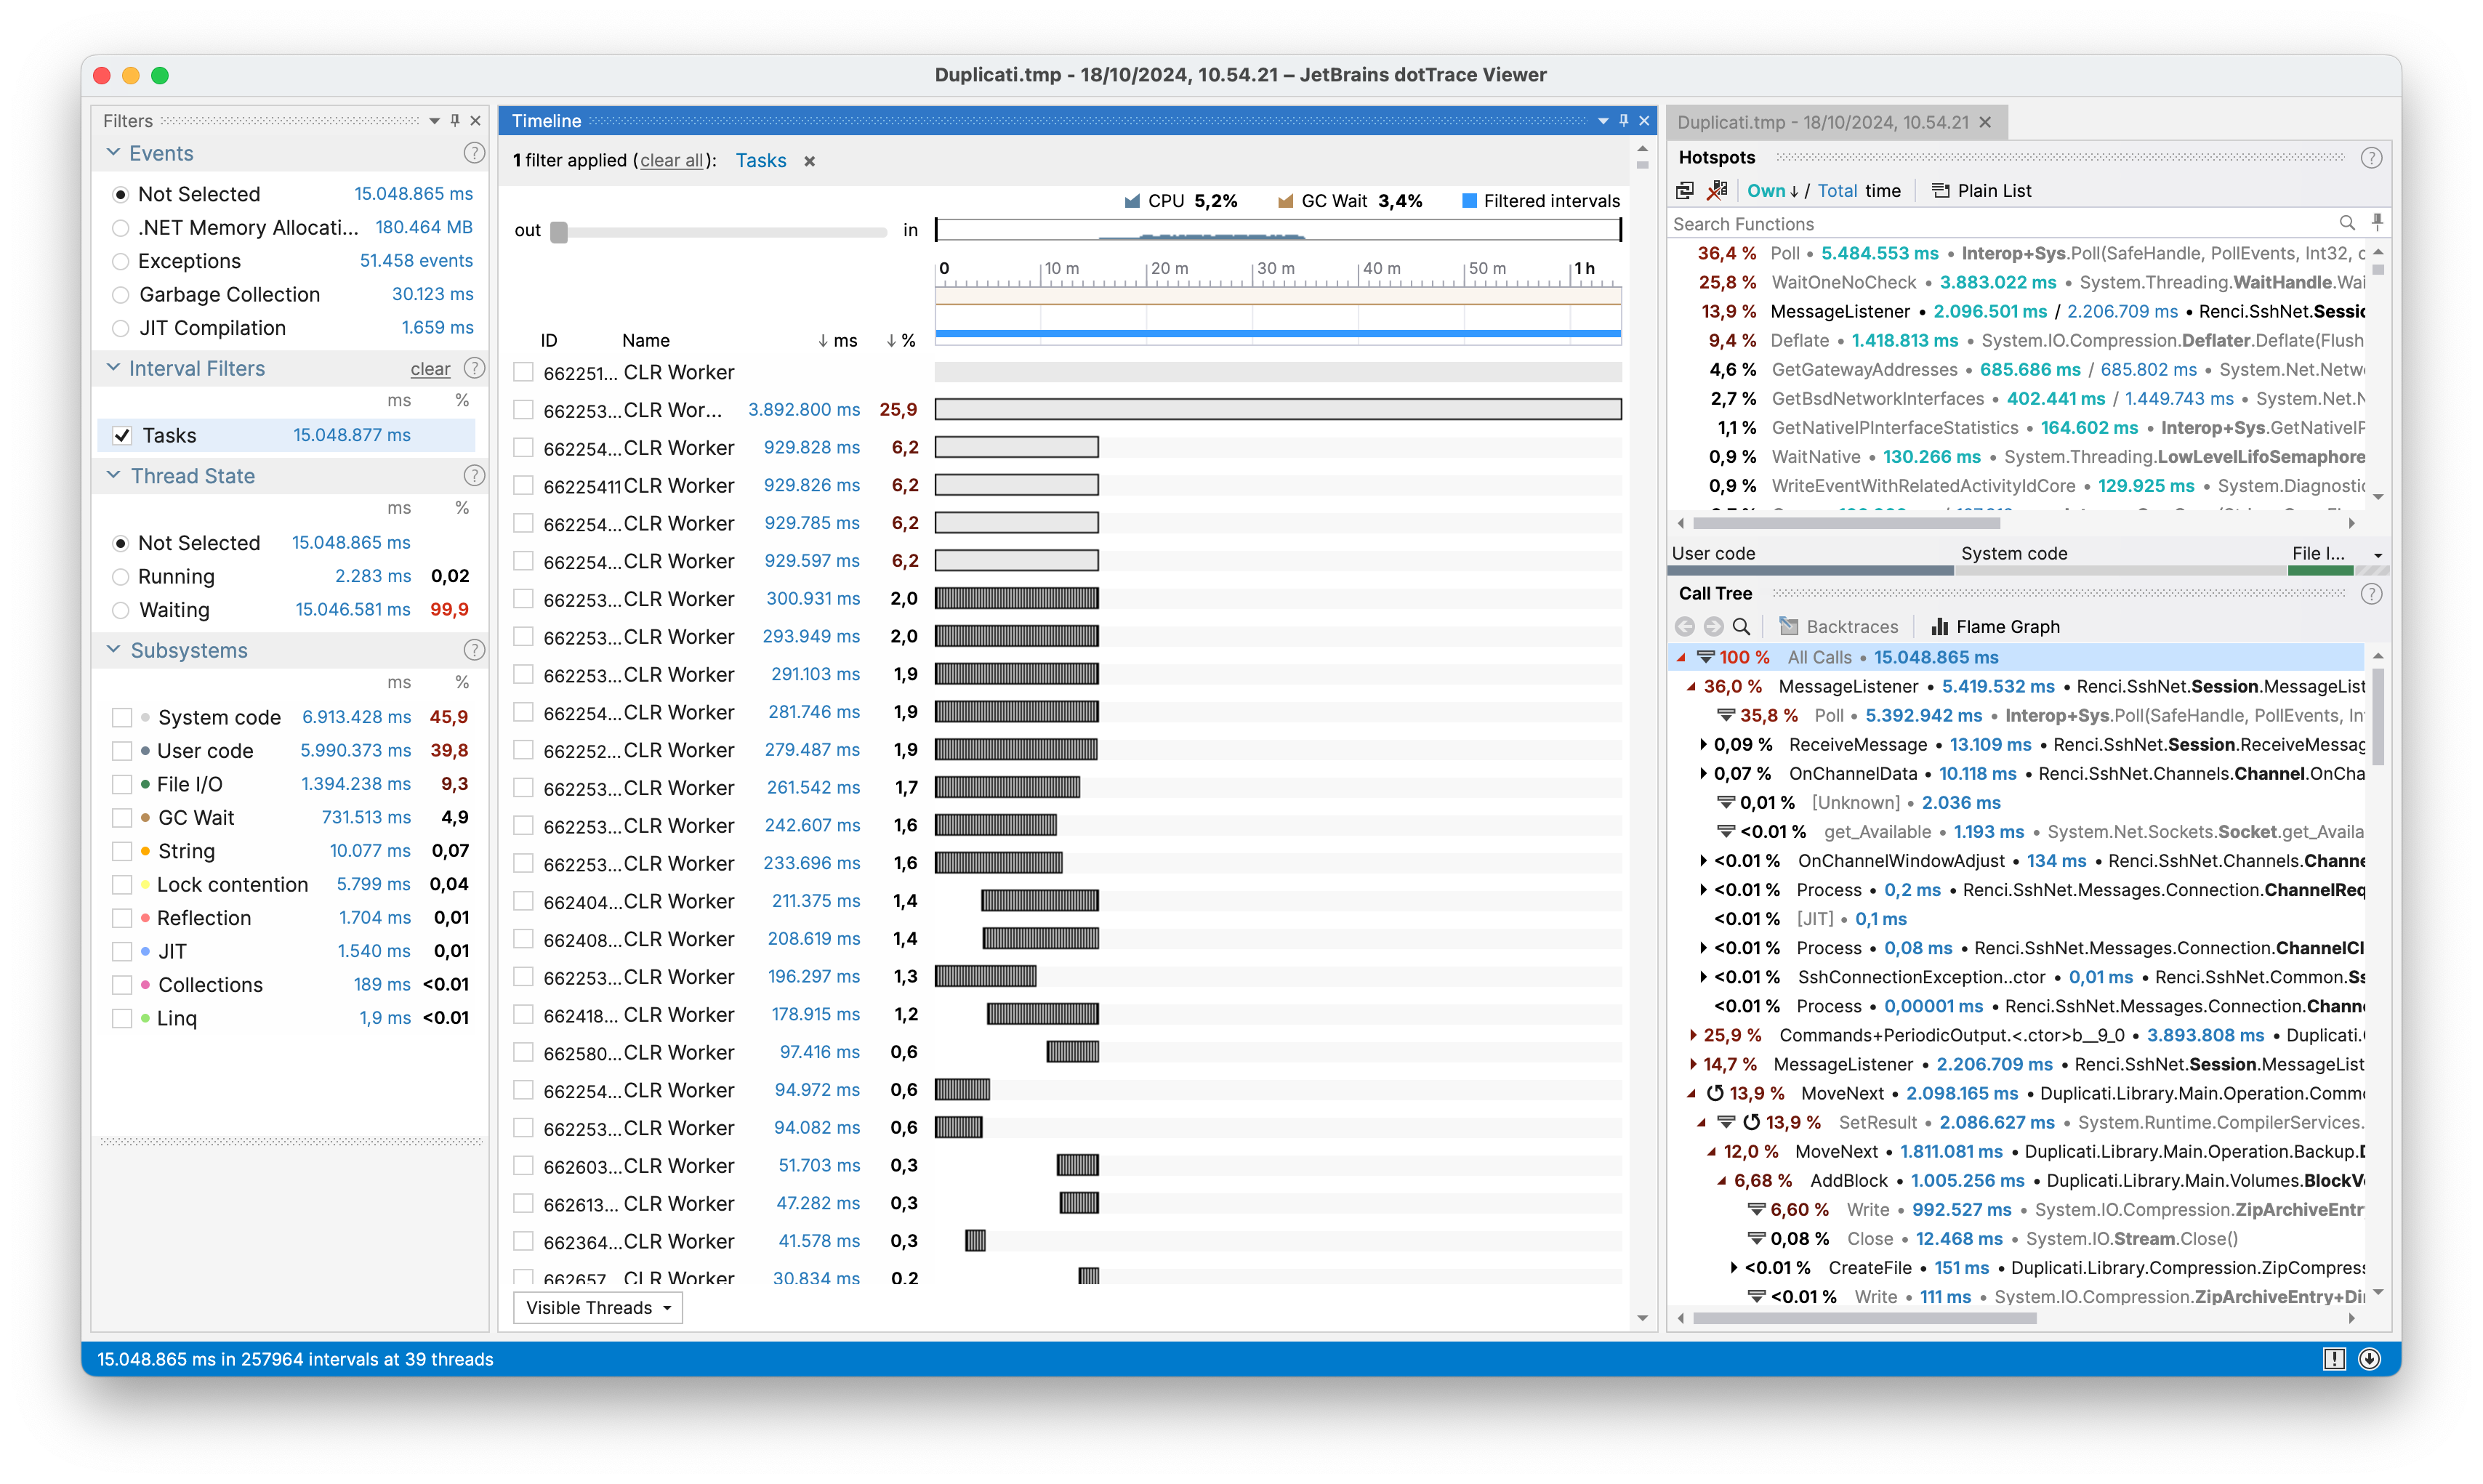 Duplicati.tmp - 18/10/2024, 10.54.21 – JetBrains dotTrace Viewer
Filters
Events
Not Selected 15.048.865 ms
.NET Memory Allocati... 180.464 MB
Exceptions 51.458 events
Garbage Collection 30.123 ms
JIT Compilation 1.659 ms
Interval Filters clear
ms %
Tasks 15.048.877 ms
Thread State
ms %
Not Selected 15.048.865 ms
Running 2.283 ms 0,02
Waiting 15.046.581 ms 99,9
Subsystems
ms %
System code 6.913.428 ms 45,9
User code 5.990.373 ms 39,8
File I/O 1.394.238 ms 9,3
GC Wait 731.513 ms 4,9
String 10.077 ms 0,07
Lock contention 5.799 ms 0,04
Reflection 1.704 ms 0,01
JIT 1.540 ms 0,01
Collections 189 ms <0.01
Linq 1,9 ms <0.01
Timeline
1 filter applied (clear all): Tasks
CPU 5,2% GC Wait 3,4% Filtered intervals
out in
0 10 m 20 m 30 m 40 m 50 m 1 h
ID Name ↓ ms ↓ %
662251... CLR Worker
662253... CLR Wor... 3.892.800 ms 25,9
662254... CLR Worker 929.828 ms 6,2
66225411 CLR Worker 929.826 ms 6,2
662254... CLR Worker 929.785 ms 6,2
662254... CLR Worker 929.597 ms 6,2
662253... CLR Worker 300.931 ms 2,0
662253... CLR Worker 293.949 ms 2,0
662253... CLR Worker 291.103 ms 1,9
662254... CLR Worker 281.746 ms 1,9
662252... CLR Worker 279.487 ms 1,9
662253... CLR Worker 261.542 ms 1,7
662253... CLR Worker 242.607 ms 1,6
662253... CLR Worker 233.696 ms 1,6
662404... CLR Worker 211.375 ms 1,4
662408... CLR Worker 208.619 ms 1,4
662253... CLR Worker 196.297 ms 1,3
662418... CLR Worker 178.915 ms 1,2
662580... CLR Worker 97.416 ms 0,6
662254... CLR Worker 94.972 ms 0,6
662253... CLR Worker 94.082 ms 0,6
662603... CLR Worker 51.703 ms 0,3
662613... CLR Worker 47.282 ms 0,3
662364... CLR Worker 41.578 ms 0,3
662657... CLR Worker 30.834 ms 0,2
Visible Threads
Duplicati.tmp - 18/10/2024, 10.54.21
Hotspots
Own ↓ / Total time Plain List
Search Functions
36,4 % Poll • 5.484.553 ms • Interop+Sys.Poll(SafeHandle, PollEvents, Int32, 
25,8 % WaitOneNoCheck • 3.883.022 ms • System.Threading.WaitHandle.Wai
13,9 % MessageListener • 2.096.501 ms / 2.206.709 ms • Renci.SshNet.Sessio
9,4 % Deflate • 1.418.813 ms • System.IO.Compression.Deflater.Deflate(Flush
4,6 % GetGatewayAddresses • 685.686 ms / 685.802 ms • System.Net.Netw
2,7 % GetBsdNetworkInterfaces • 402.441 ms / 1.449.743 ms • System.Net.N
1,1 % GetNativeIPInterfaceStatistics • 164.602 ms • Interop+Sys.GetNativeIP
0,9 % WaitNative • 130.266 ms • System.Threading.LowLevelLifoSemaphore
0,9 % WriteEventWithRelatedActivityIdCore • 129.925 ms • System.Diagnostic
User code System code File I...
Call Tree
Backtraces Flame Graph
100 % All Calls • 15.048.865 ms
36,0 % MessageListener • 5.419.532 ms • Renci.SshNet.Session.MessageList
35,8 % Poll • 5.392.942 ms • Interop+Sys.Poll(SafeHandle, PollEvents, In
0,09 % ReceiveMessage • 13.109 ms • Renci.SshNet.Session.ReceiveMessag
0,07 % OnChannelData • 10.118 ms • Renci.SshNet.Channels.Channel.OnCha
0,01 % [Unknown] • 2.036 ms
<0.01 % get_Available • 1.193 ms • System.Net.Sockets.Socket.get_Availa
<0.01 % OnChannelWindowAdjust • 134 ms • Renci.SshNet.Channels.Channe
<0.01 % Process • 0,2 ms • Renci.SshNet.Messages.Connection.ChannelReq
<0.01 % [JIT] • 0,1 ms
<0.01 % Process • 0,08 ms • Renci.SshNet.Messages.Connection.ChannelCl
<0.01 % SshConnectionException..ctor • 0,01 ms • Renci.SshNet.Common.Ss
<0.01 % Process • 0,00001 ms • Renci.SshNet.Messages.Connection.Chann
25,9 % Commands+PeriodicOutput.<.ctor>b__9_0 • 3.893.808 ms • Duplicati.
14,7 % MessageListener • 2.206.709 ms • Renci.SshNet.Session.MessageList
13,9 % MoveNext • 2.098.165 ms • Duplicati.Library.Main.Operation.Commo
13,9 % SetResult • 2.086.627 ms • System.Runtime.CompilerServices.
12,0 % MoveNext • 1.811.081 ms • Duplicati.Library.Main.Operation.Backup.D
6,68 % AddBlock • 1.005.256 ms • Duplicati.Library.Main.Volumes.BlockV
6,60 % Write • 992.527 ms • System.IO.Compression.ZipArchiveEntr
0,08 % Close • 12.468 ms • System.IO.Stream.Close()
<0.01 % CreateFile • 151 ms • Duplicati.Library.Compression.ZipCompress
<0.01 % Write • 111 ms • System.IO.Compression.ZipArchiveEntry+Di
15.048.865 ms in 257964 intervals at 39 threads